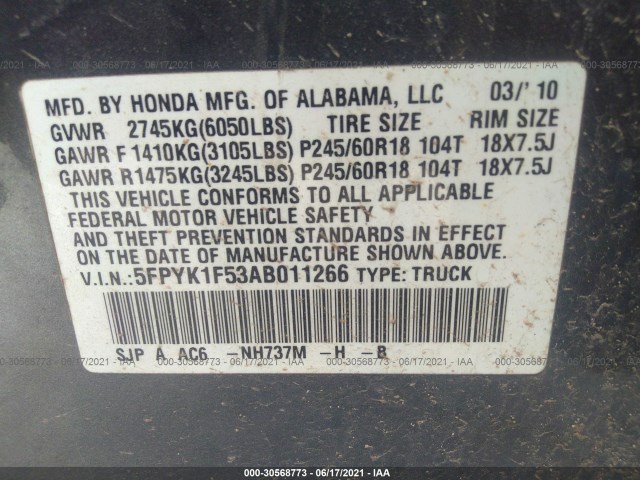 MFD. BY HONDA MFG. OF ALABAMA, LLC 03/'10
GVWR 2745KG(6050LBS) TIRE SIZE RIM SIZE
GAWR F 1410KG(3105LBS) P245/60R18 104T 18X7.5J
GAWR R1475KG(3245LBS) P245/60R18 104T 18X7.5J
THIS VEHICLE CONFORMS TO ALL APPLICABLE
FEDERAL MOTOR VEHICLE SAFETY
AND THEFT PREVENTION STANDARDS IN EFFECT
ON THE DATE OF MANUFACTURE SHOWN ABOVE.
V.I.N.:5FPYK1F53AB011266 TYPE: TRUCK
SJP A AC6 -NH737M -H -B
000-30568773 - 06/17/2021 - IAA